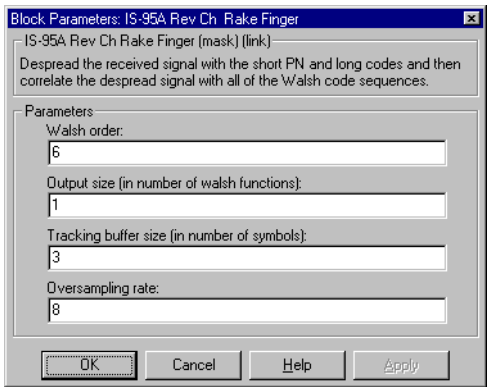 Block Parameters: IS-95A Rev Ch Rake Finger
IS-95A Rev Ch Rake Finger (mask) (link)
Despread the received signal with the short PN and long codes and then
correlate the despread signal with all of the Walsh code sequences.
Parameters
Walsh order:
6
Output size (in number of walsh functions):
1
Tracking buffer size (in number of symbols):
3
Oversampling rate:
8
OK Cancel Help Apply